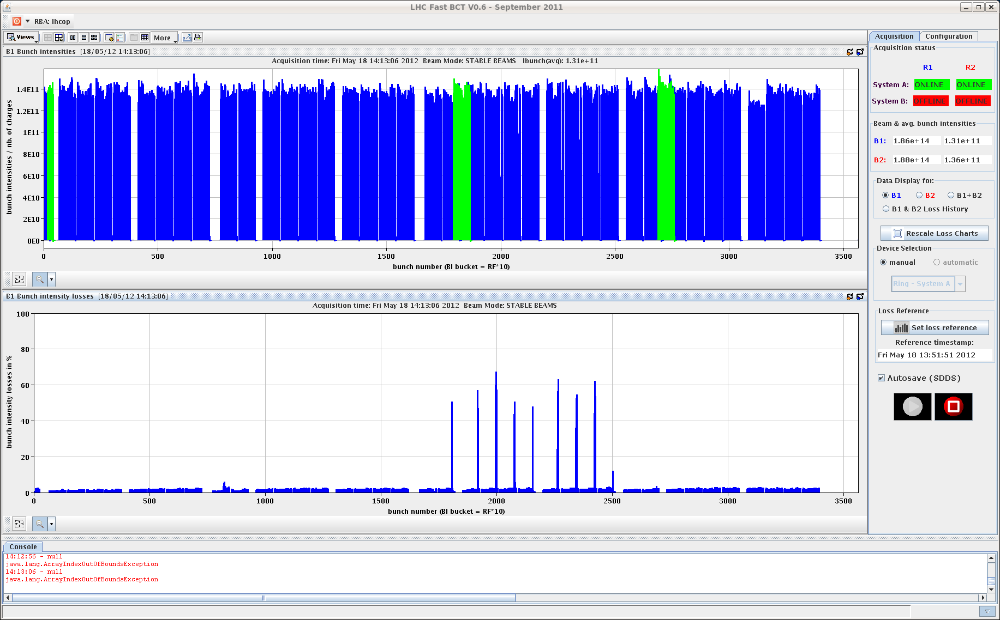 LHC Fast BCT V0.6 - September 2011
RBA: lhcop
Views
More
B1 Bunch intensities [18/05/12 14:13:06]
Acquisition time: Fri May 18 14:13:06 2012 Beam Mode: STABLE BEAMS Ibunch(avg): 1.31e+11
bunch intensities / nb. of charges
1.4E11
1.2E11
1E11
8E10
6E10
4E10
2E10
0E0
0 500 1000 1500 2000 2500 3000 3500
bunch number (BI bucket = RF*10)
B1 Bunch intensity losses [18/05/12 14:13:06]
Acquisition time: Fri May 18 14:13:06 2012 Beam Mode: STABLE BEAMS
bunch intensity losses in %
100
80
60
40
20
0
0 500 1000 1500 2000 2500 3000 3500
bunch number (BI bucket = RF*10)
Acquisition Configuration
Acquisition status
R1 R2
System A: ONLINE ONLINE
System B: OFFLINE OFFLINE
Beam & avg. bunch intensities
B1: 1.86e+14 1.31e+11
B2: 1.88e+14 1.36e+11
Data Display for:
B1 B2 B1+B2
B1 & B2 Loss History
Rescale Loss Charts
Device Selection
manual automatic
Ring - System A
Loss Reference
Set loss reference
Reference timestamp:
Fri May 18 13:51:51 2012
Autosave (SDDS)
Console
14:12:56 - null
java.lang.ArrayIndexOutOfBoundsException
14:13:06 - null
java.lang.ArrayIndexOutOfBoundsException